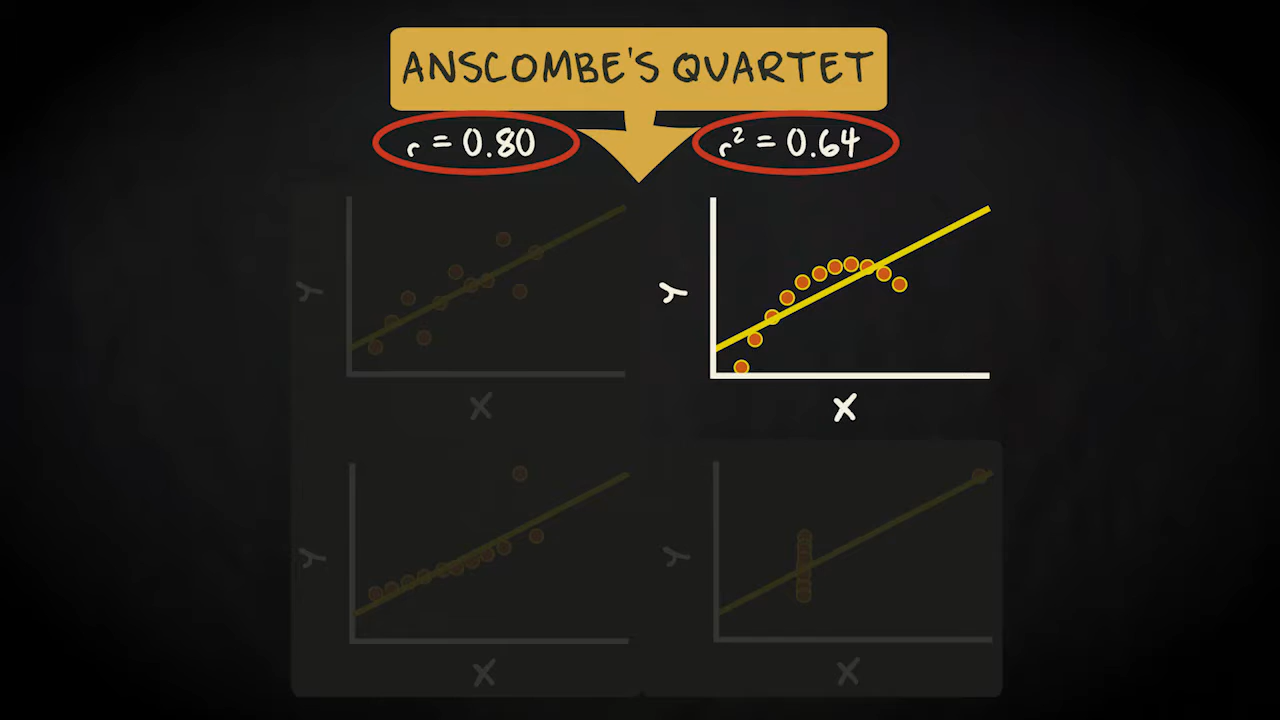 ANSCOMBE'S QUARTET
r = 0.80
r² = 0.64
Y
X
Y
X
Y
X
Y
X